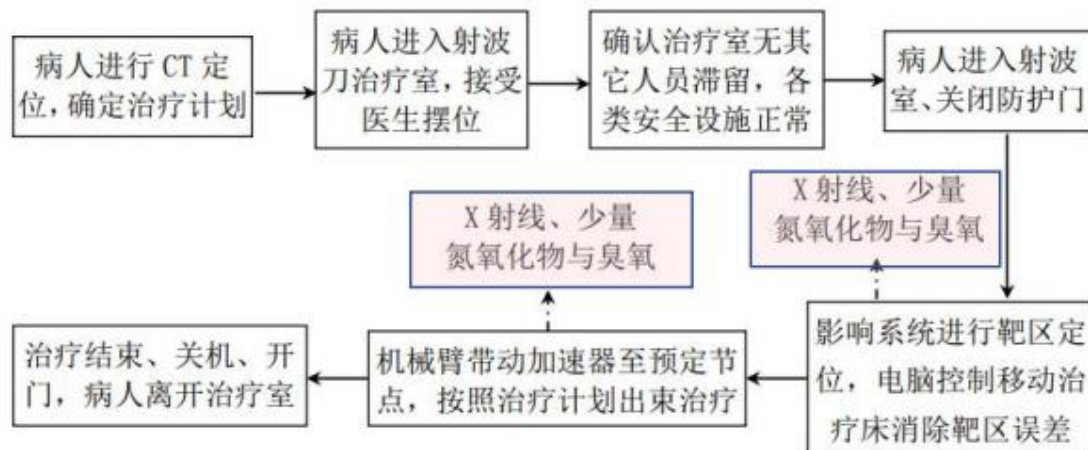 病人进行 CT 定
位，确定治疗计划
病人进入射波
刀治疗室，接受
医生摆位
确认治疗室无其
它人员滞留，各
类安全设施正常
病人进入射波
室、关闭防护门
X 射线、少量
氮氧化物与臭氧
X 射线、少量
氮氧化物与臭氧
影响系统进行靶区定
位，电脑控制移动治
疗床消除靶区误差
机械臂带动加速器至预定节
点，按照治疗计划出束治疗
治疗结束、关机、开
门，病人离开治疗室